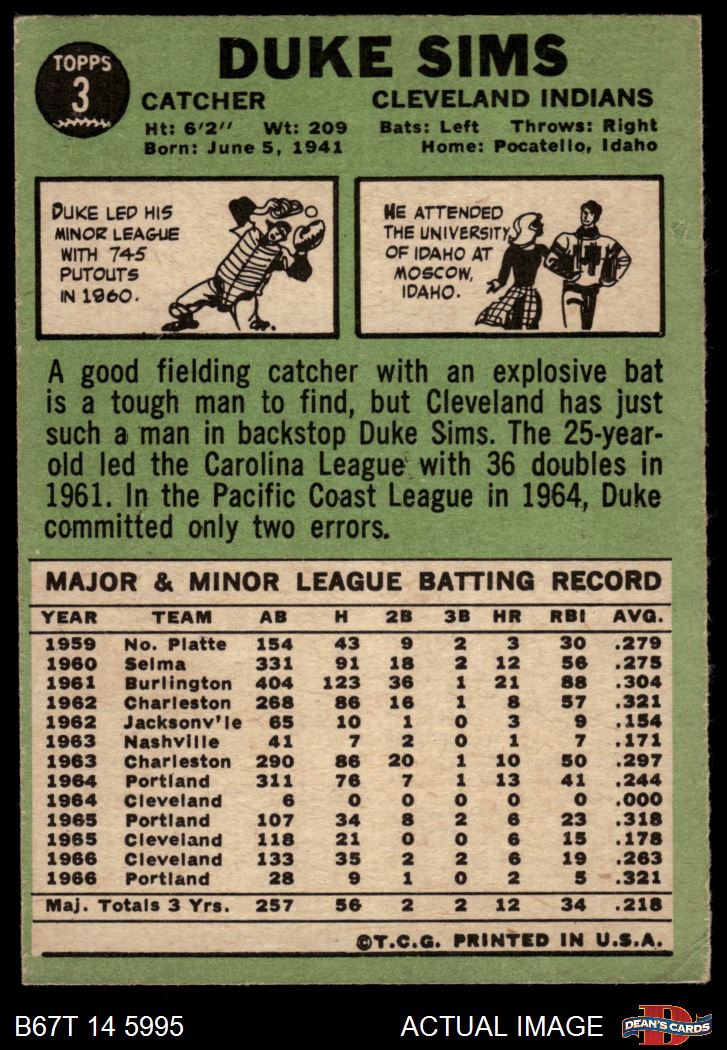 TOPPS
3
DUKE SIMS
CATCHER CLEVELAND INDIANS
Ht: 6'2" Wt: 209 Bats: Left Throws: Right
Born: June 5, 1941 Home: Pocatello, Idaho
DUKE LED HIS
MINOR LEAGUE
WITH 745
PUTOUTS
IN 1960.
HE ATTENDED
THE UNIVERSITY
OF IDAHO AT
MOSCOW,
IDAHO.
A good fielding catcher with an explosive bat
is a tough man to find, but Cleveland has just
such a man in backstop Duke Sims. The 25-year-
old led the Carolina League with 36 doubles in
1961. In the Pacific Coast League in 1964, Duke
committed only two errors.
MAJOR & MINOR LEAGUE BATTING RECORD
YEAR TEAM AB H 2B 3B HR RBI AVG.
1959 No. Platte 154 43 9 2 3 30 .279
1960 Selma 331 91 18 2 12 56 .275
1961 Burlington 404 123 36 1 21 88 .304
1962 Charleston 268 86 16 1 8 57 .321
1962 Jacksonv'le 65 10 1 0 3 9 .154
1963 Nashville 41 7 2 0 1 7 .171
1963 Charleston 290 86 20 1 10 50 .297
1964 Portland 311 76 7 1 13 41 .244
1964 Cleveland 6 0 0 0 0 0 .000
1965 Portland 107 34 8 2 6 23 .318
1965 Cleveland 118 21 0 0 6 15 .178
1966 Cleveland 133 35 2 2 6 19 .263
1966 Portland 28 9 1 0 2 5 .321
Maj. Totals 3 Yrs. 257 56 2 2 12 34 .218
©T.C.G. PRINTED IN U.S.A.
B67T 14 5995 ACTUAL IMAGE
D
DEAN'S CARDS